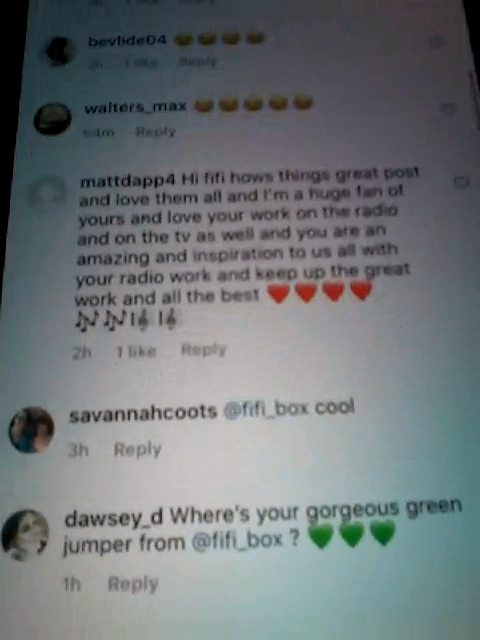 bevlide04 😂😂😂😂
2h 1 like Reply
waiters_max 😂😂😂😂😂
54m Reply
mattdapp4 Hi fifi hows things great post
and love them all and I'm a huge fan of
yours and love your work on the radio
and on the tv as well and you are an
amazing and inspiration to us all with
your radio work and keep up the great
work and all the best ❤️❤️❤️❤️
🎶🎶🎼🎼
2h 1 like Reply
savannahcoots @fifi_box cool
3h Reply
dawsey_d Where's your gorgeous green
jumper from @fifi_box ? 💚💚💚
1h Reply